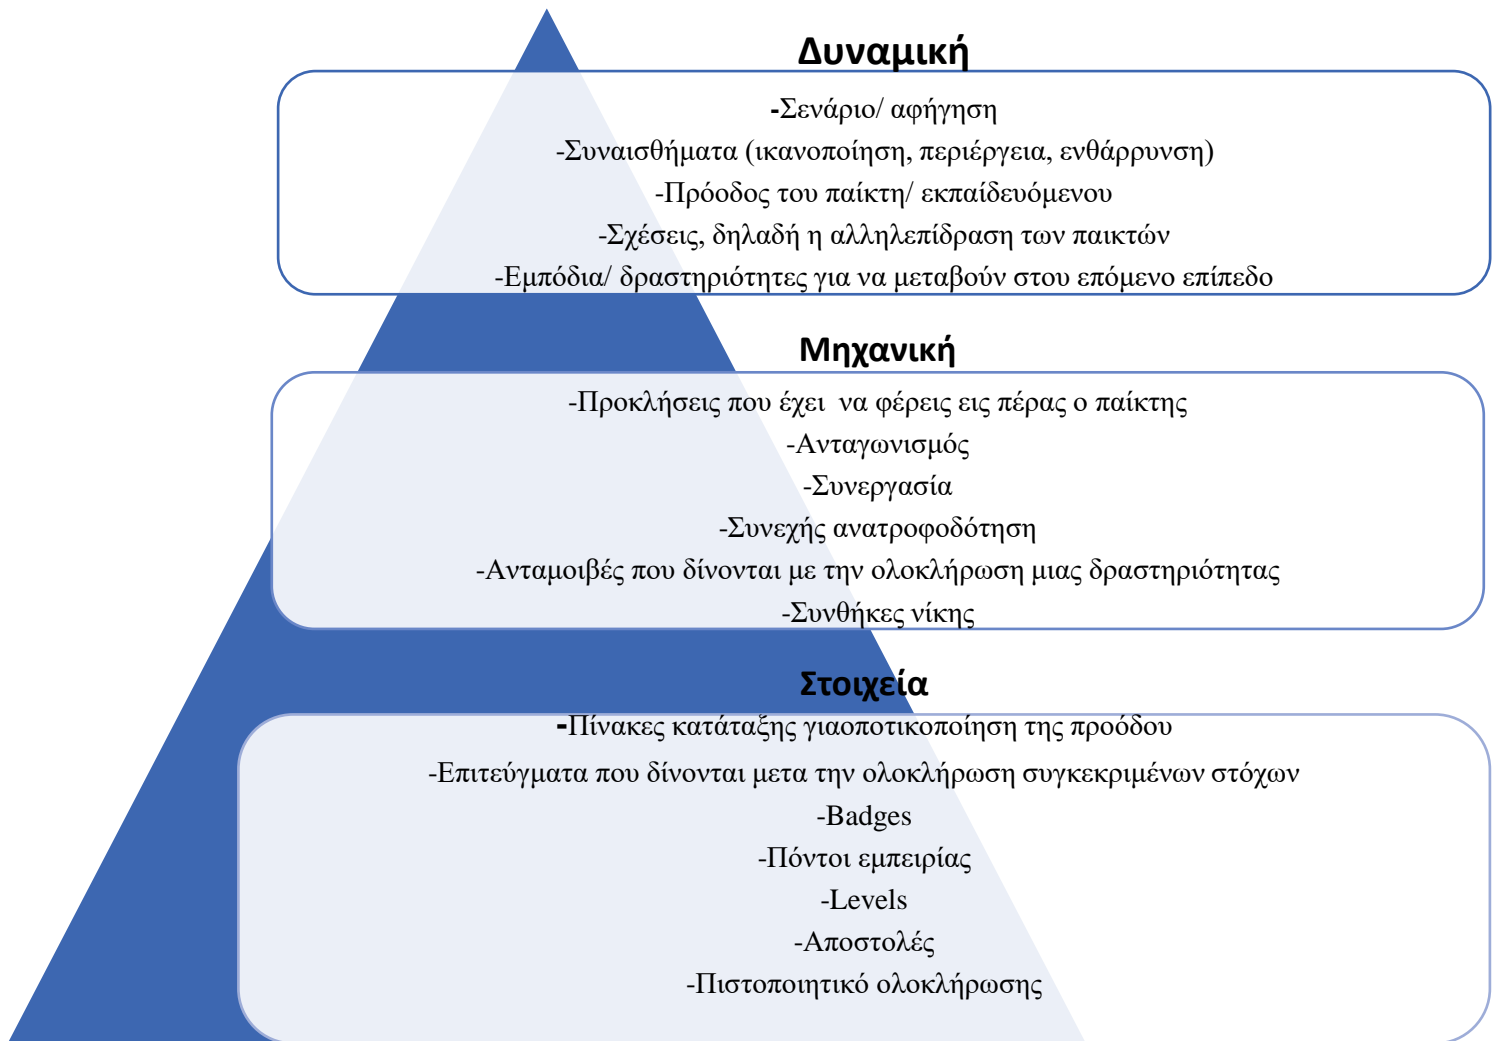 Δυναμική
-Σενάριο/ αφήγηση
-Συναισθήματα (ικανοποίηση, περιέργεια, ενθάρρυνση)
-Πρόοδος του παίκτη/ εκπαίδευόμενου
-Σχέσεις, δηλαδή η αλληλεπίδραση των παικτών
-Εμπόδια/ δραστηριότητες για να μεταβούν στου επόμενο επίπεδο
Μηχανική
-Προκλήσεις που έχει  να φέρεις εις πέρας ο παίκτης
-Ανταγωνισμός
-Συνεργασία
-Συνεχής ανατροφοδότηση
-Ανταμοιβές που δίνονται με την ολοκλήρωση μιας δραστηριότητας
-Συνθήκες νίκης
Στοιχεία
-Πίνακες κατάταξης γιαοποτικοποίηση της προόδου
-Επιτεύγματα που δίνονται μετα την ολοκλήρωση συγκεκριμένων στόχων
-Badges
-Πόντοι εμπειρίας
-Levels
-Αποστολές
-Πιστοποιητικό ολοκλήρωσης